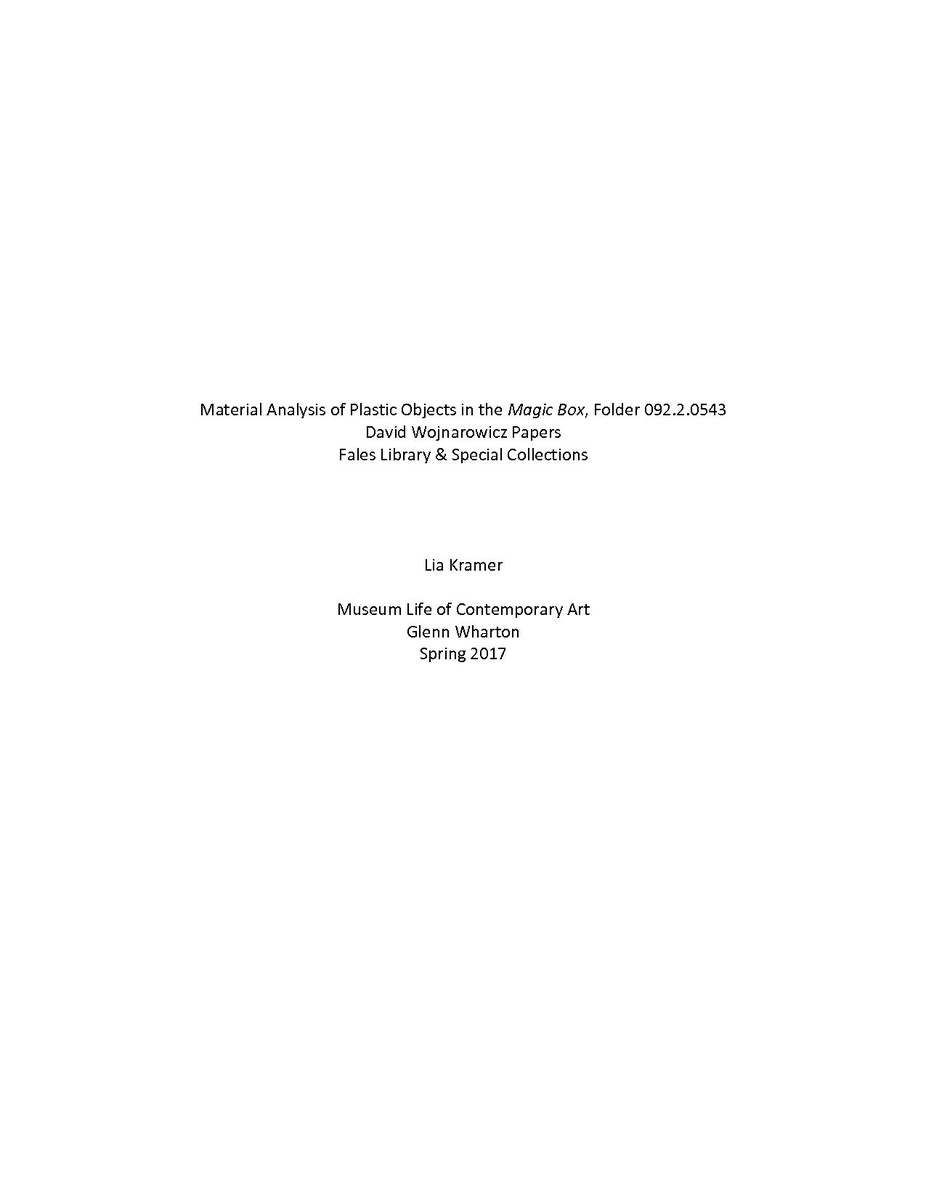 Material Analysis of Plastic Objects in the Magic Box, Folder 092.2.0543
David Wojnarowicz Papers
Fales Library & Special Collections
Lia Kramer
Museum Life of Contemporary Art
Glenn Wharton
Spring 2017